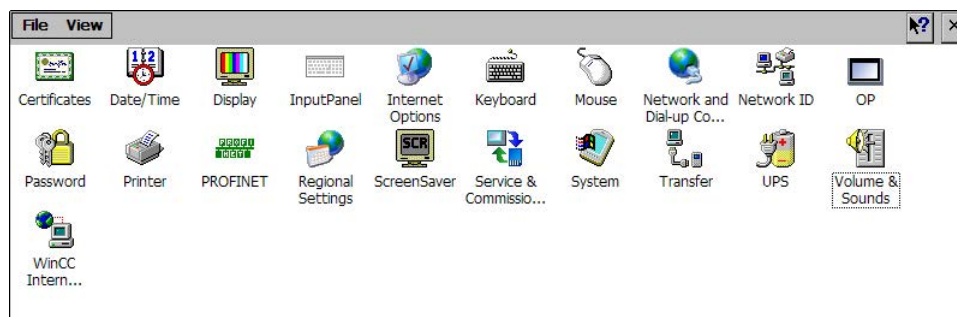 File View
Certificates Date/Time Display InputPanel Internet Options Keyboard Mouse Network and Dial-up Co... Network ID OP
Password Printer PROFINET Regional Settings ScreenSaver Service & Commissio... System Transfer UPS Volume & Sounds
WinCC Intern...